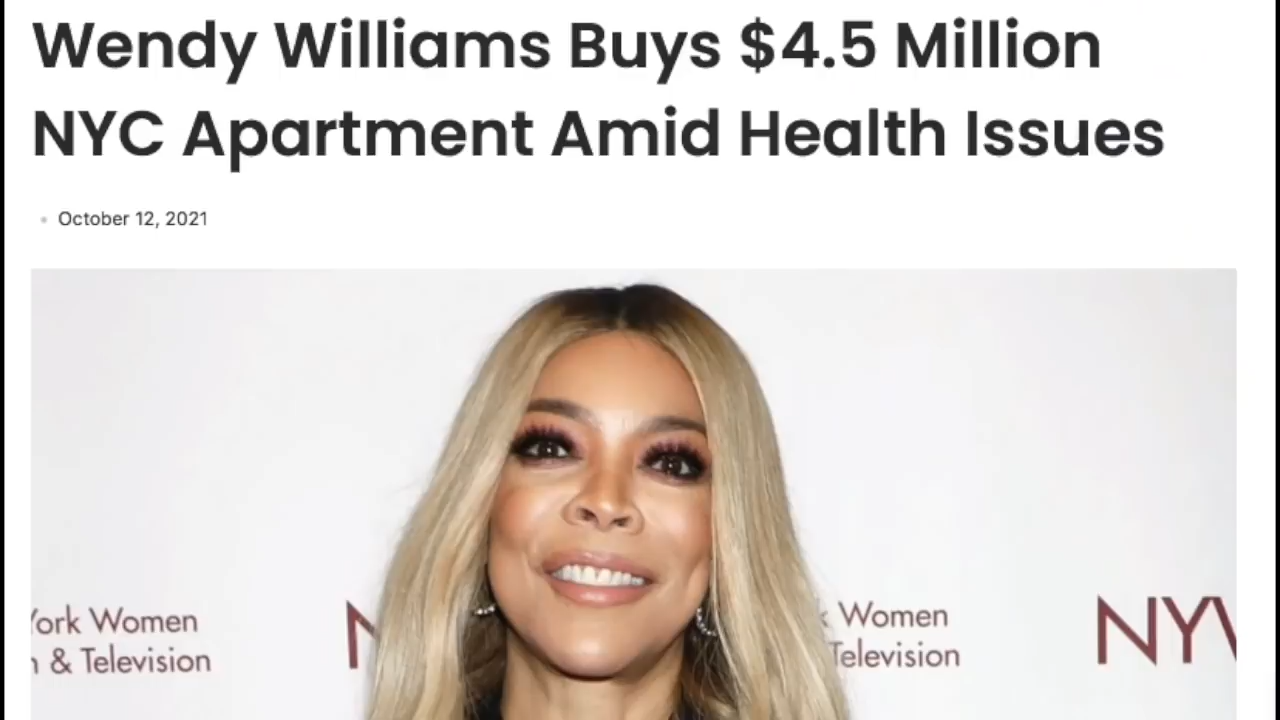 Wendy Williams Buys $4.5 Million
NYC Apartment Amid Health Issues
October 12, 2021
York Women
& Television
Women
Television
NY